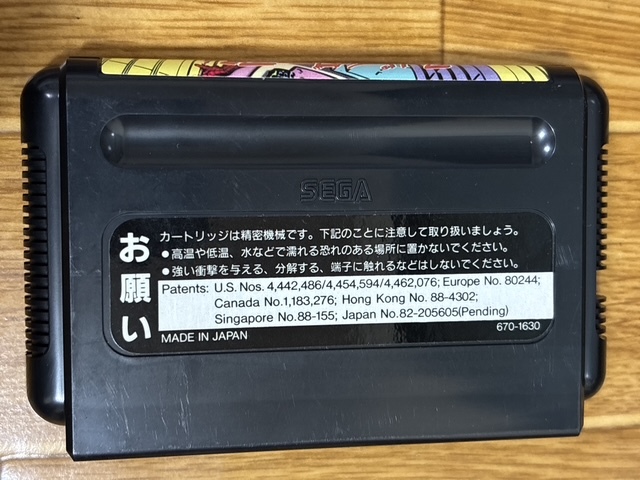 SEGA
お願い
カートリッジは精密機械です。下記のことに注意して取り扱いましょう。
●高温や低温、水などで濡れる恐れのある場所に置かないでください。
●強い衝撃を与える、分解する、端子に触れるなどはしないでください。
Patents: U.S. Nos. 4,442,486/4,454,594/4,462,076; Europe No. 80244;
Canada No.1,183,276; Hong Kong No. 88-4302;
Singapore No.88-155; Japan No.82-205605(Pending)
MADE IN JAPAN
670-1630